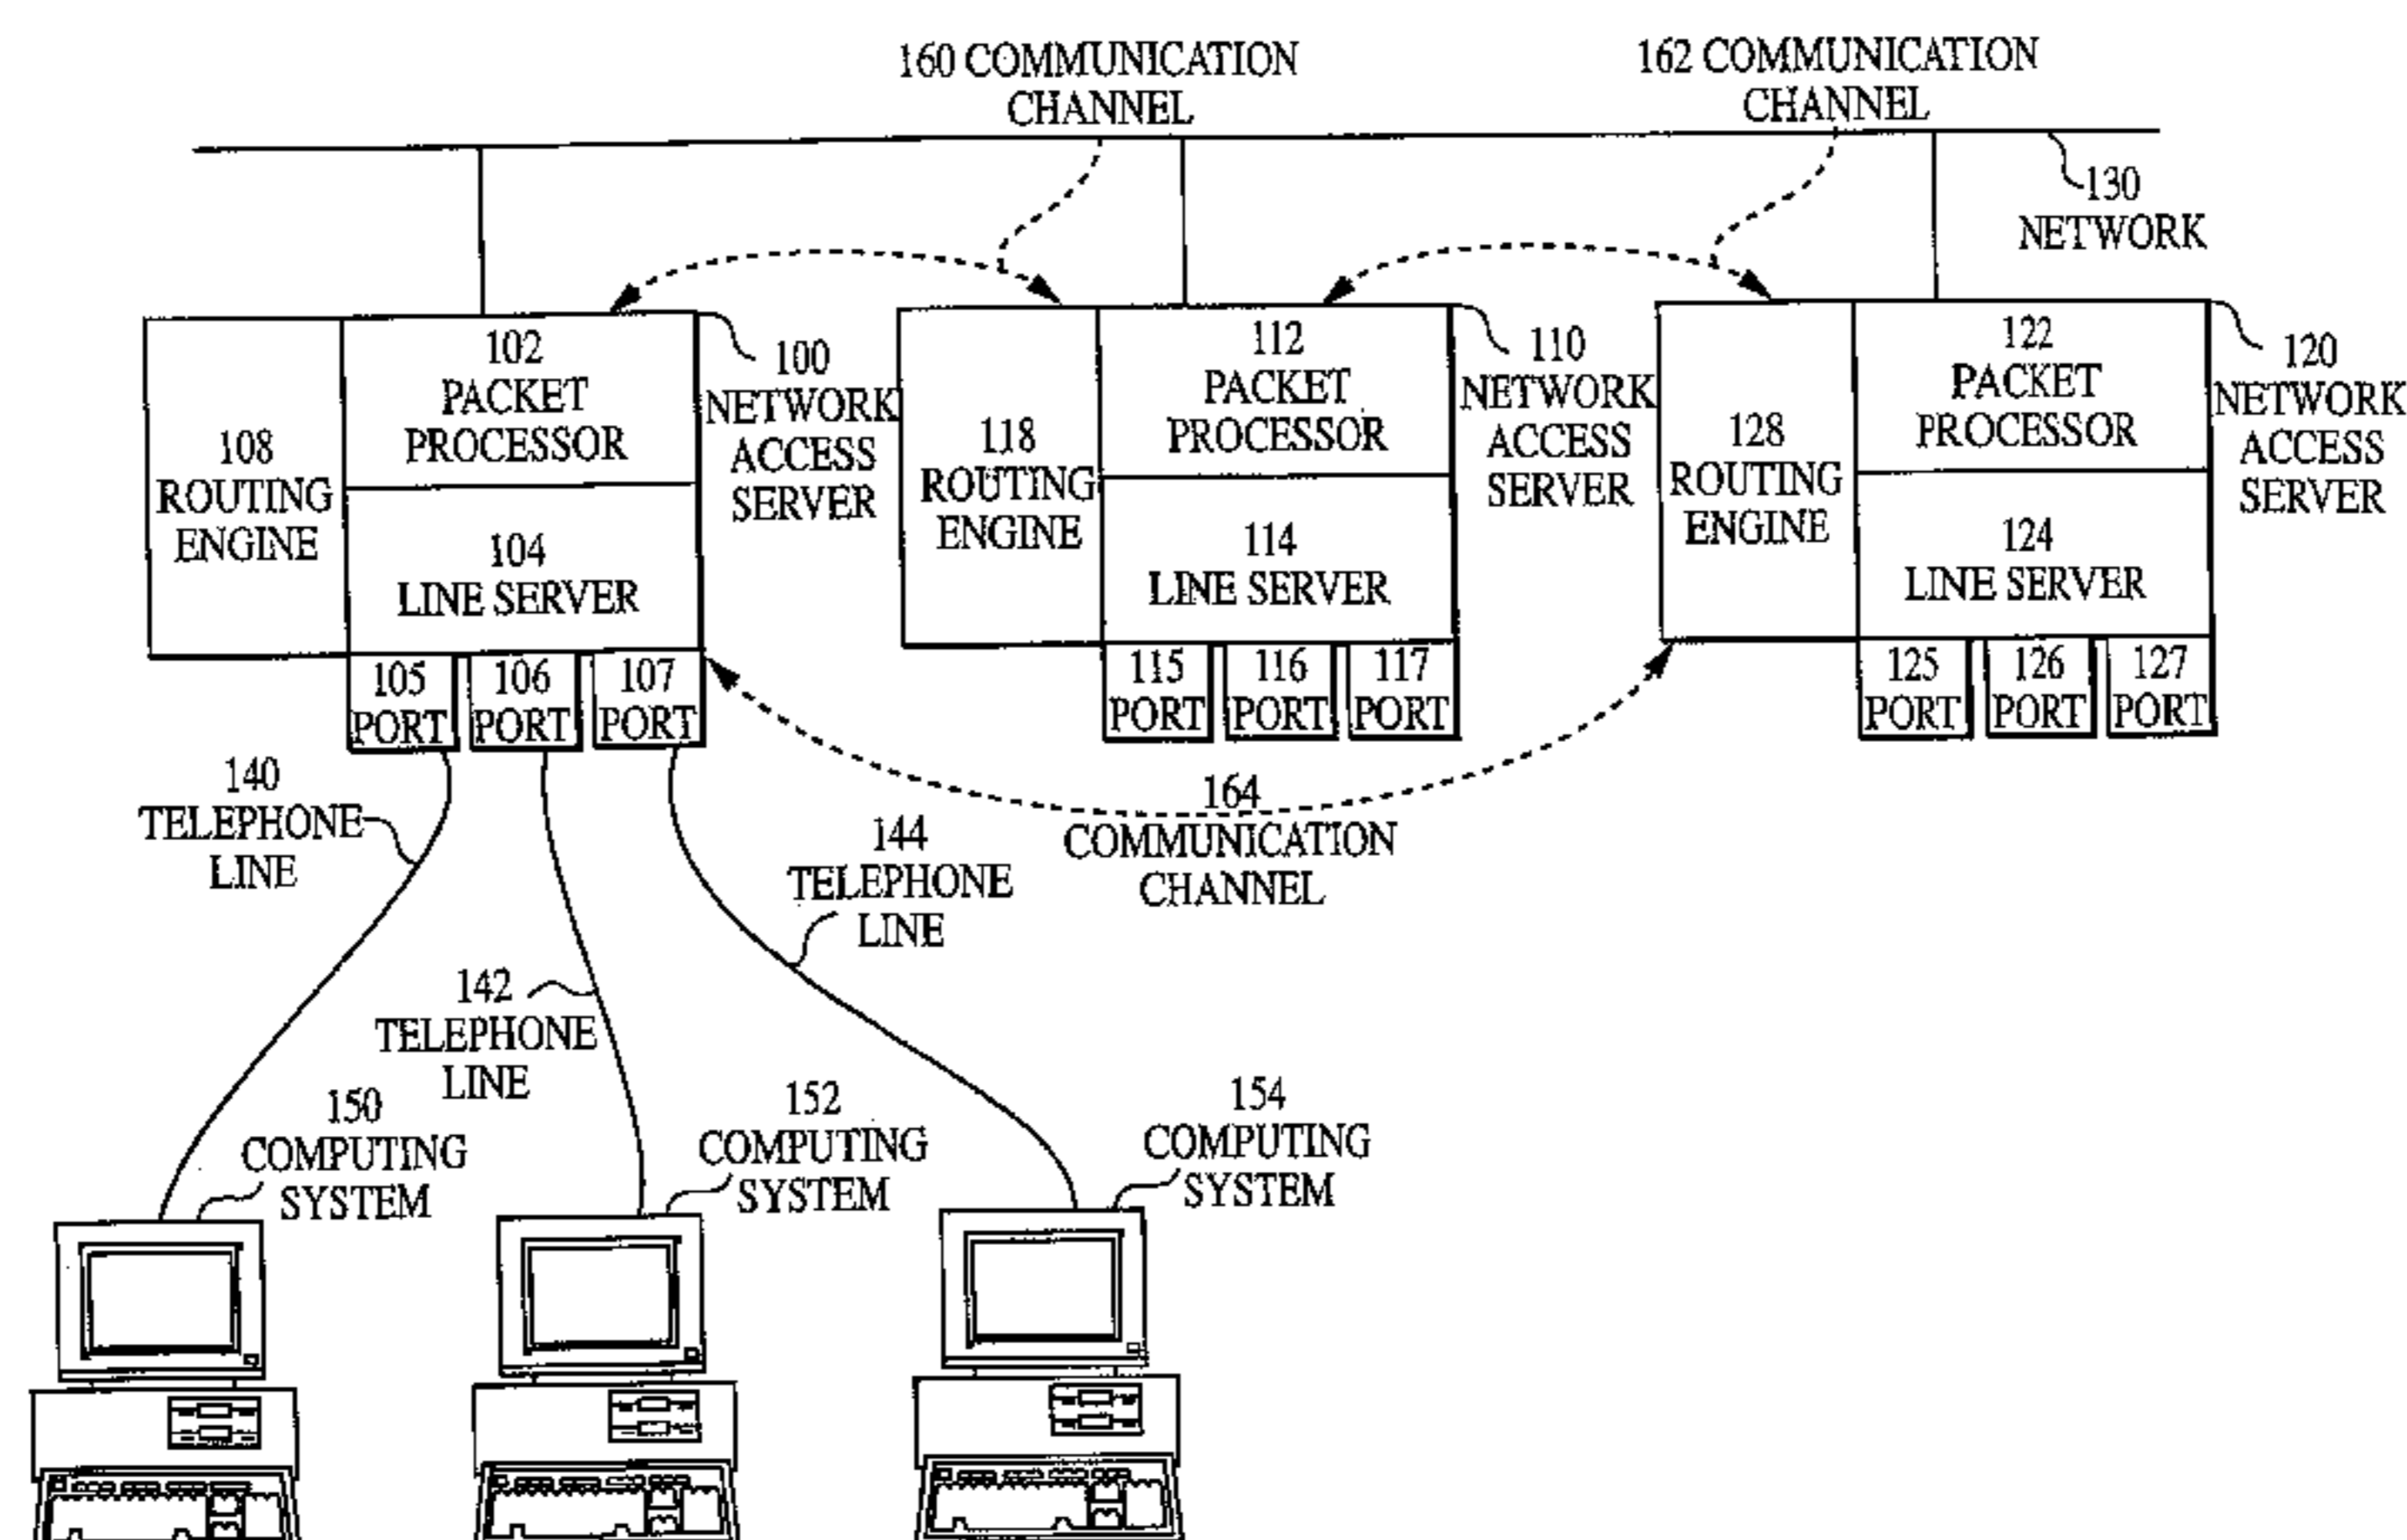 160 COMMUNICATION
CHANNEL
162 COMMUNICATION
CHANNEL
130
NETWORK
102
PACKET
PROCESSOR
108
ROUTING
ENGINE
104
LINE SERVER
100
NETWORK
ACCESS
SERVER
105
PORT
106
PORT
107
PORT
112
PACKET
PROCESSOR
118
ROUTING
ENGINE
114
LINE SERVER
110
NETWORK
ACCESS
SERVER
115
PORT
116
PORT
117
PORT
122
PACKET
PROCESSOR
128
ROUTING
ENGINE
124
LINE SERVER
120
NETWORK
ACCESS
SERVER
125
PORT
126
PORT
127
PORT
140
TELEPHONE
LINE
144
TELEPHONE
LINE
164
COMMUNICATION
CHANNEL
142
TELEPHONE
LINE
150
COMPUTING
SYSTEM
152
COMPUTING
SYSTEM
154
COMPUTING
SYSTEM